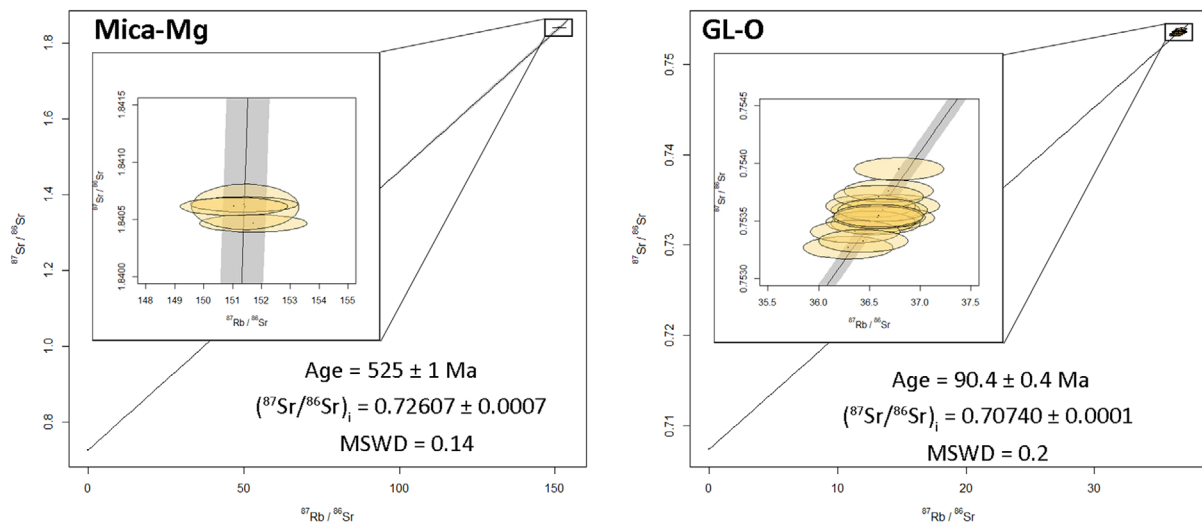 Mica-Mg
1.8
1.6
1.4
1.2
1.0
0.8
⁸⁷Sr / ⁸⁶Sr
1.8415
1.8410
1.8405
1.8400
⁸⁷Sr / ⁸⁶Sr
148 149 150 151 152 153 154 155
⁸⁷Rb / ⁸⁶Sr
Age = 525 ± 1 Ma
(⁸⁷Sr/⁸⁶Sr)ᵢ = 0.72607 ± 0.0007
MSWD = 0.14
0 50 100 150
⁸⁷Rb / ⁸⁶Sr
GL-O
0.75
0.74
0.73
0.72
0.71
⁸⁷Sr / ⁸⁶Sr
0.7545
0.7540
0.7535
0.7530
⁸⁷Sr / ⁸⁶Sr
35.5 36.0 36.5 37.0 37.5
⁸⁷Rb / ⁸⁶Sr
Age = 90.4 ± 0.4 Ma
(⁸⁷Sr/⁸⁶Sr)ᵢ = 0.70740 ± 0.0001
MSWD = 0.2
0 10 20 30
⁸⁷Rb / ⁸⁶Sr